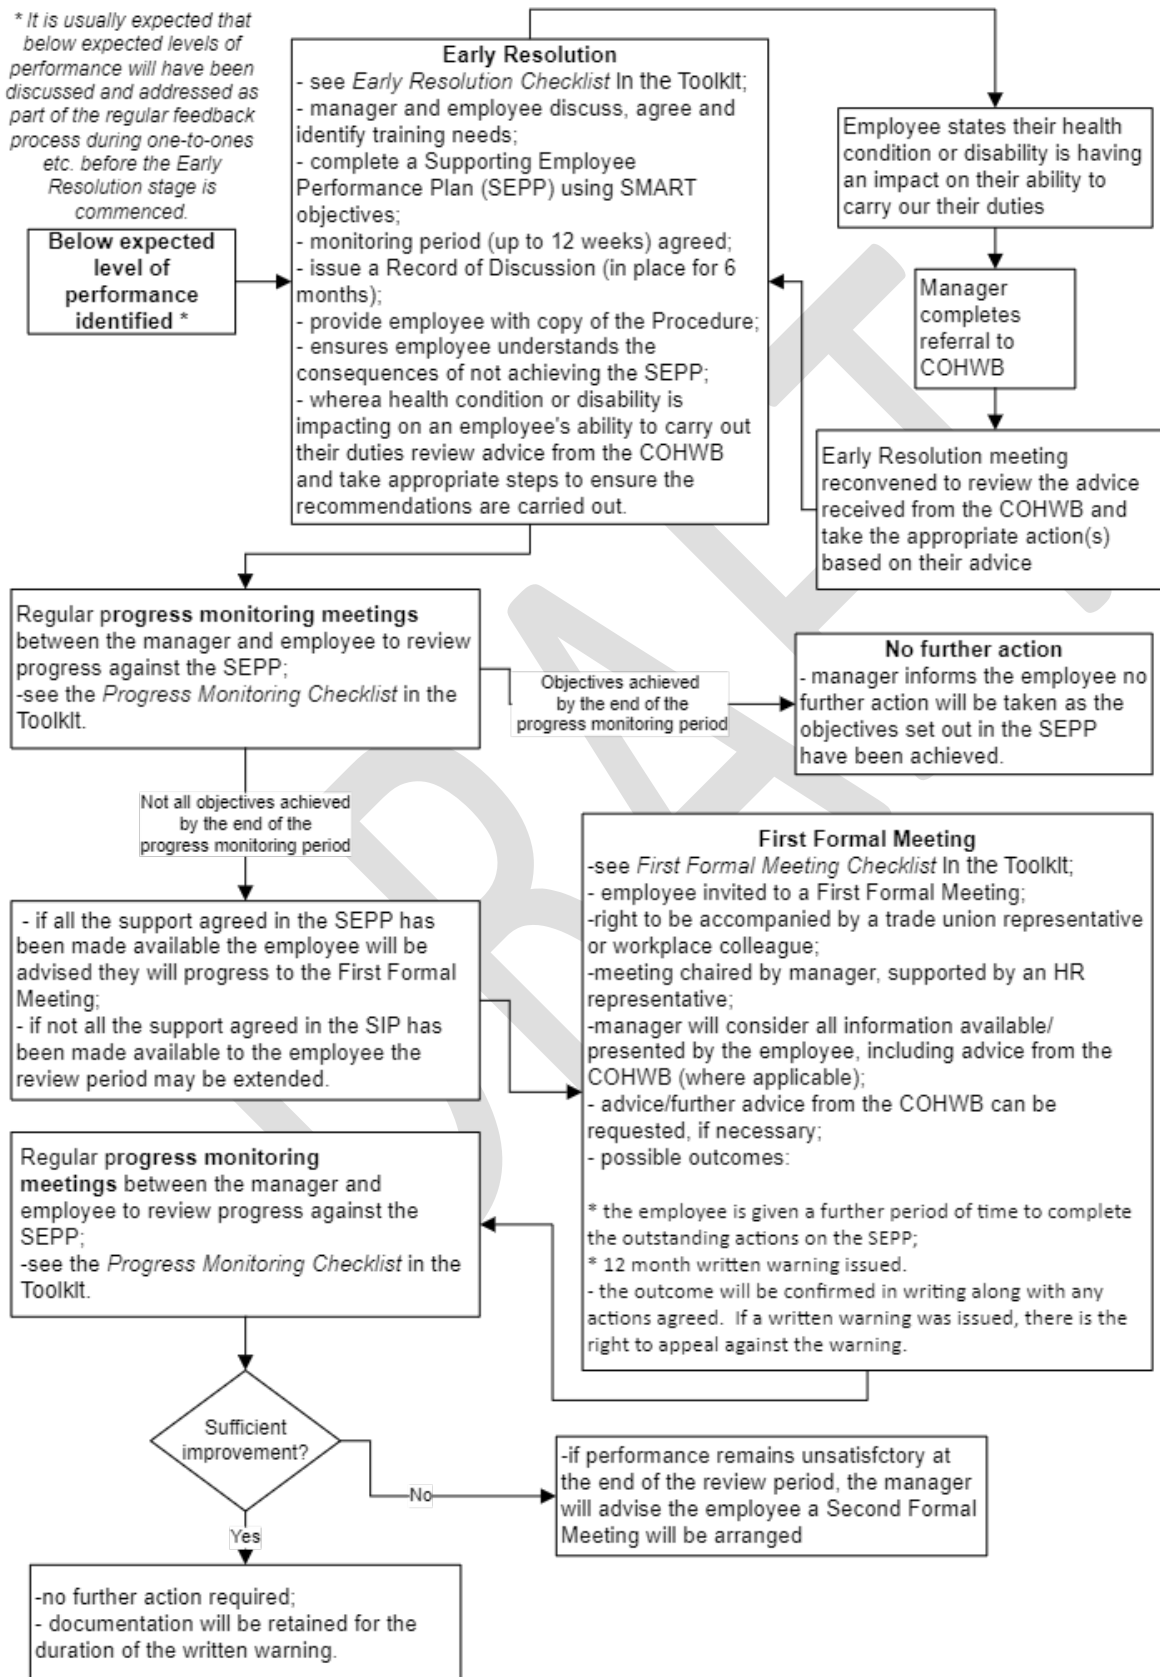 * It is usually expected that
below expected levels of
performance will have been
discussed and addressed as
part of the regular feedback
process during one-to-ones
etc. before the Early
Resolution stage is
commenced.
Below expected
level of
performance
identified *
Early Resolution
- see Early Resolution Checklist In the ToolkIt;
- manager and employee discuss, agree and
identify training needs;
- complete a Supporting Employee
Performance Plan (SEPP) using SMART
objectives;
- monitoring period (up to 12 weeks) agreed;
- issue a Record of Discussion (in place for 6
months);
- provide employee with copy of the Procedure;
- ensures employee understands the
consequences of not achieving the SEPP;
- wherea health condition or disability is
impacting on an employee's ability to carry out
their duties review advice from the COHWB
and take appropriate steps to ensure the
recommendations are carried out.
Employee states their health
condition or disability is having
an impact on their ability to
carry our their duties
Manager
completes
referral to
COHWB
Early Resolution meeting
reconvened to review the advice
received from the COHWB and
take the appropriate action(s)
based on their advice
Regular progress monitoring meetings
between the manager and employee to review
progress against the SEPP;
-see the Progress Monitoring Checklist in the
ToolkIt.
Objectives achieved
by the end of the
progress monitoring period
No further action
- manager informs the employee no
further action will be taken as the
objectives set out in the SEPP
have been achieved.
Not all objectives achieved
by the end of the
progress monitoring period
- if all the support agreed in the SEPP has
been made available the employee will be
advised they will progress to the First Formal
Meeting;
- if not all the support agreed in the SIP has
been made available to the employee the
review period may be extended.
First Formal Meeting
-see First Formal Meeting Checklist In the ToolkIt;
- employee invited to a First Formal Meeting;
-right to be accompanied by a trade union representative
or workplace colleague;
-meeting chaired by manager, supported by an HR
representative;
-manager will consider all information available/
presented by the employee, including advice from the
COHWB (where applicable);
- advice/further advice from the COHWB can be
requested, if necessary;
- possible outcomes:
* the employee is given a further period of time to complete
the outstanding actions on the SEPP;
* 12 month written warning issued.
- the outcome will be confirmed in writing along with any
actions agreed. If a written warning was issued, there is the
right to appeal against the warning.
Regular progress monitoring
meetings between the manager and
employee to review progress against the
SEPP;
-see the Progress Monitoring Checklist in the
ToolkIt.
Sufficient
improvement?
No
-if performance remains unsatisfctory at
the end of the review period, the manager
will advise the employee a Second Formal
Meeting will be arranged
Yes
-no further action required;
- documentation will be retained for the
duration of the written warning.
DRAFT